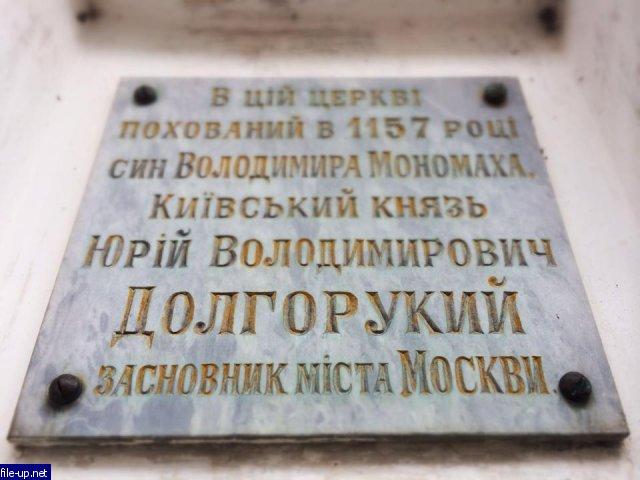 В ЦІЙ ЦЕРКВІ
ПОХОВАНИЙ В 1157 РОЦІ
СИН ВОЛОДИМИРА МОНОМАХА,
КИЇВСЬКИЙ КНЯЗЬ
ЮРІЙ ВОЛОДИМИРОВИЧ
ДОЛГОРУКИЙ
ЗАСНОВНИК МІСТА МОСКВИ.
file-up.net